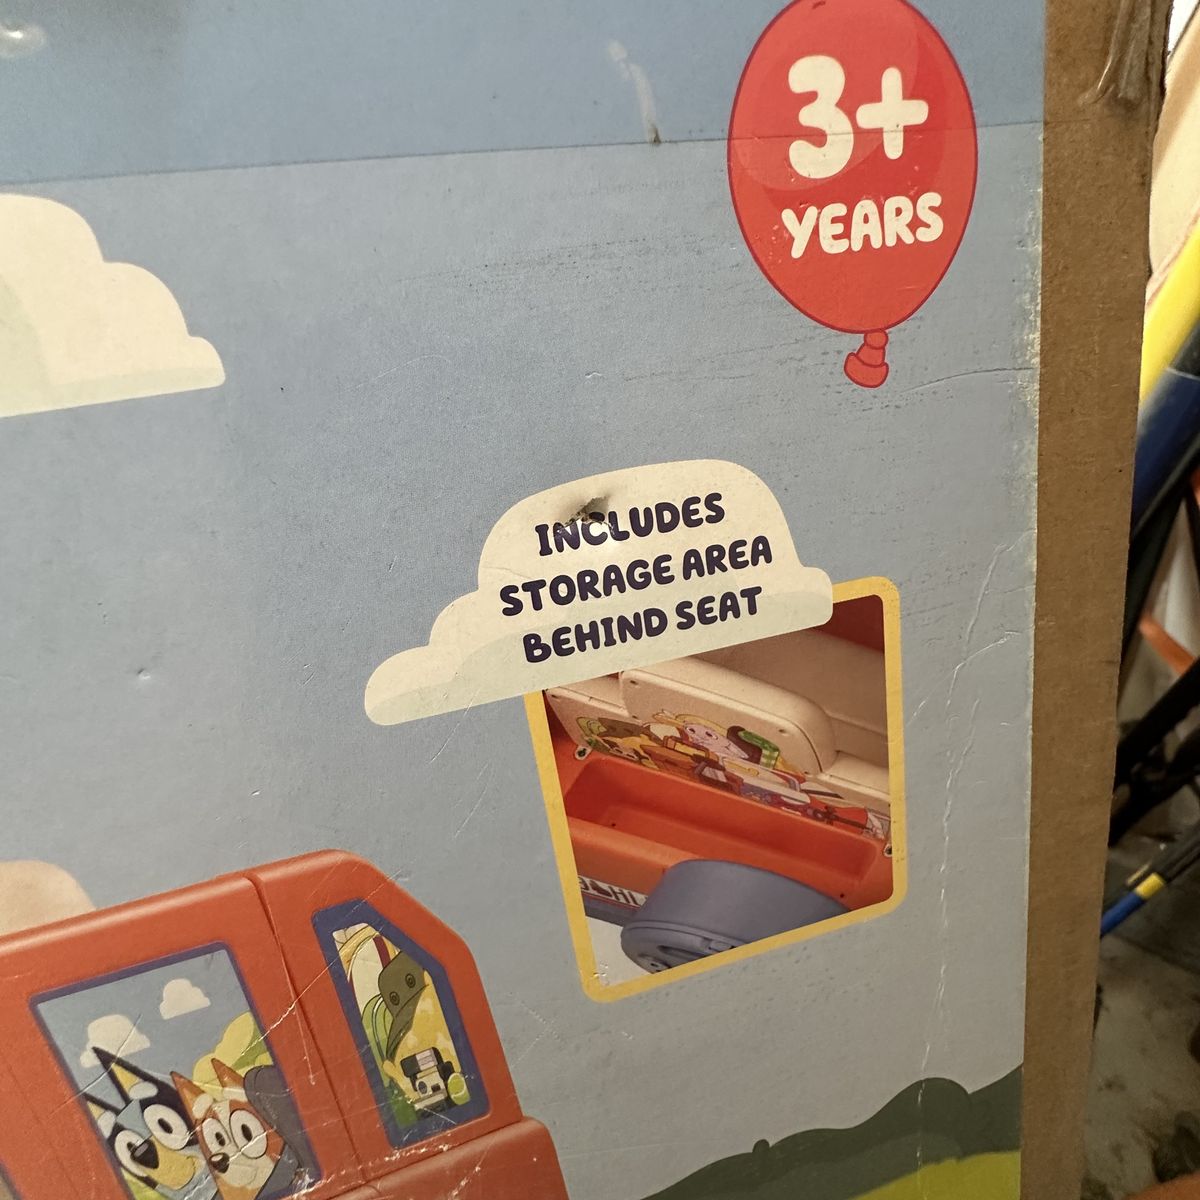 3+
YEARS
INCLUDES
STORAGE AREA
BEHIND SEAT